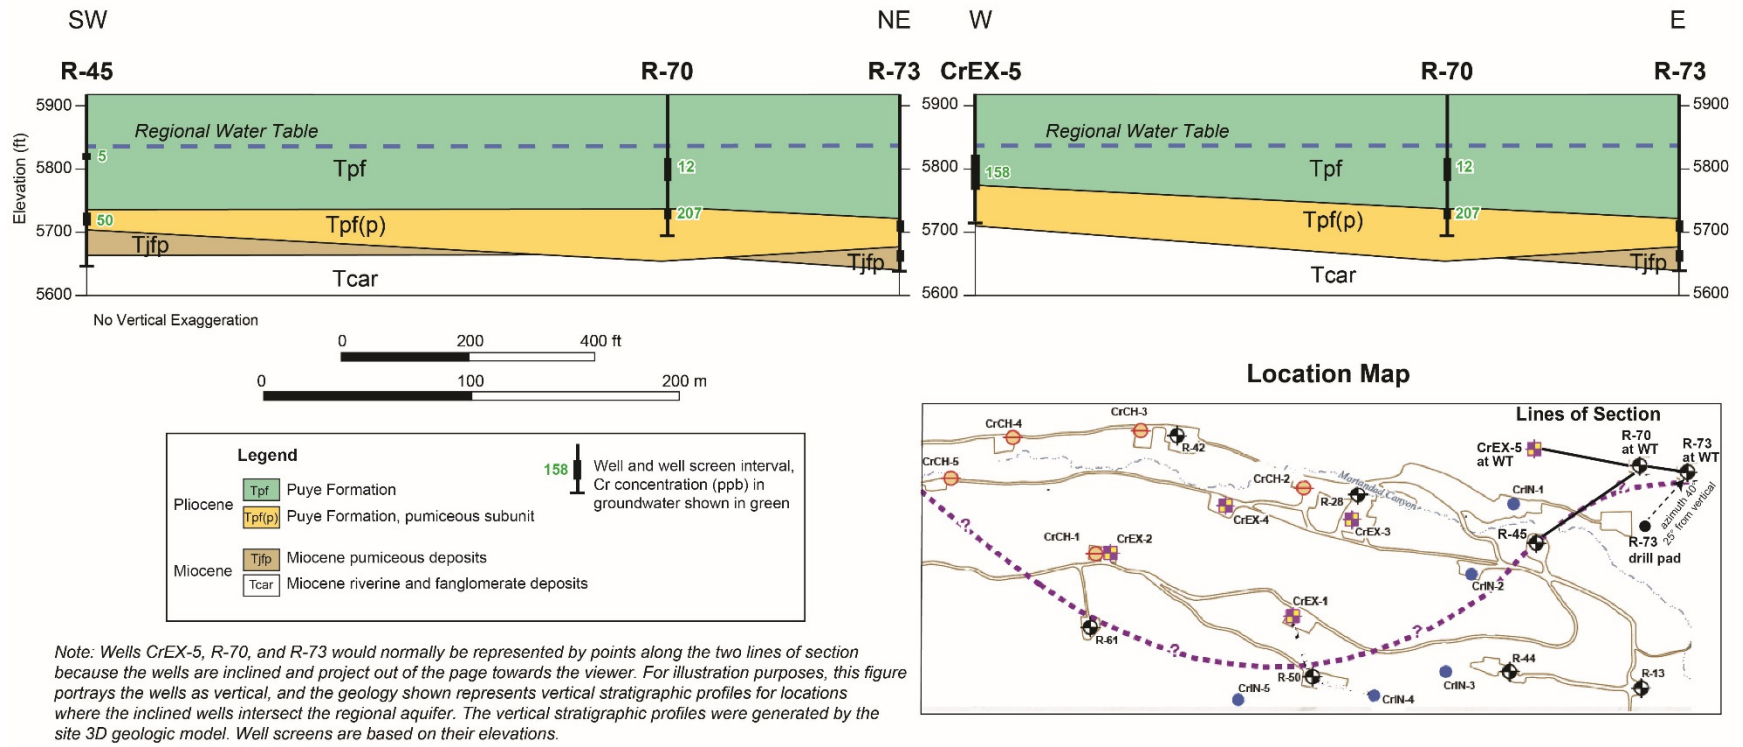 SW
NE
W
E
R-45
R-70
R-73
CrEX-5
R-70
R-73
5900
5900
5900
Regional Water Table
Regional Water Table
Elevation (ft)
5
12
158
12
5800
5800
5800
Tpf
Tpf
50
207
207
Tpf(p)
Tpf(p)
5700
5700
5700
Tjfp
Tjfp
Tjfp
Tcar
Tcar
5600
5600
5600
No Vertical Exaggeration
0 200 400 ft
0 100 200 m
Legend
Pliocene
Tpf Puye Formation
Tpf(p) Puye Formation, pumiceous subunit
Miocene
Tjfp Miocene pumiceous deposits
Tcar Miocene riverine and fanglomerate deposits
158
Well and well screen interval,
Cr concentration (ppb) in
groundwater shown in green
Note: Wells CrEX-5, R-70, and R-73 would normally be represented by points along the two lines of section
because the wells are inclined and project out of the page towards the viewer. For illustration purposes, this figure
portrays the wells as vertical, and the geology shown represents vertical stratigraphic profiles for locations
where the inclined wells intersect the regional aquifer. The vertical stratigraphic profiles were generated by the
site 3D geologic model. Well screens are based on their elevations.
Location Map
Lines of Section
CrCH-4
CrCH-3
R-42
CrEX-5
at WT
R-70
at WT
R-73
at WT
CrCH-5
CrCH-2
Mortandad Canyon
R-28
CrEX-4
CrEX-3
CrIN-1
azimuth 40°
25° from vertical
R-45
R-73
drill pad
CrCH-1
CrEX-2
CrIN-2
CrEX-1
R-61
?
?
?
?
R-50
R-44
R-13
CrIN-3
CrIN-5
CrIN-4